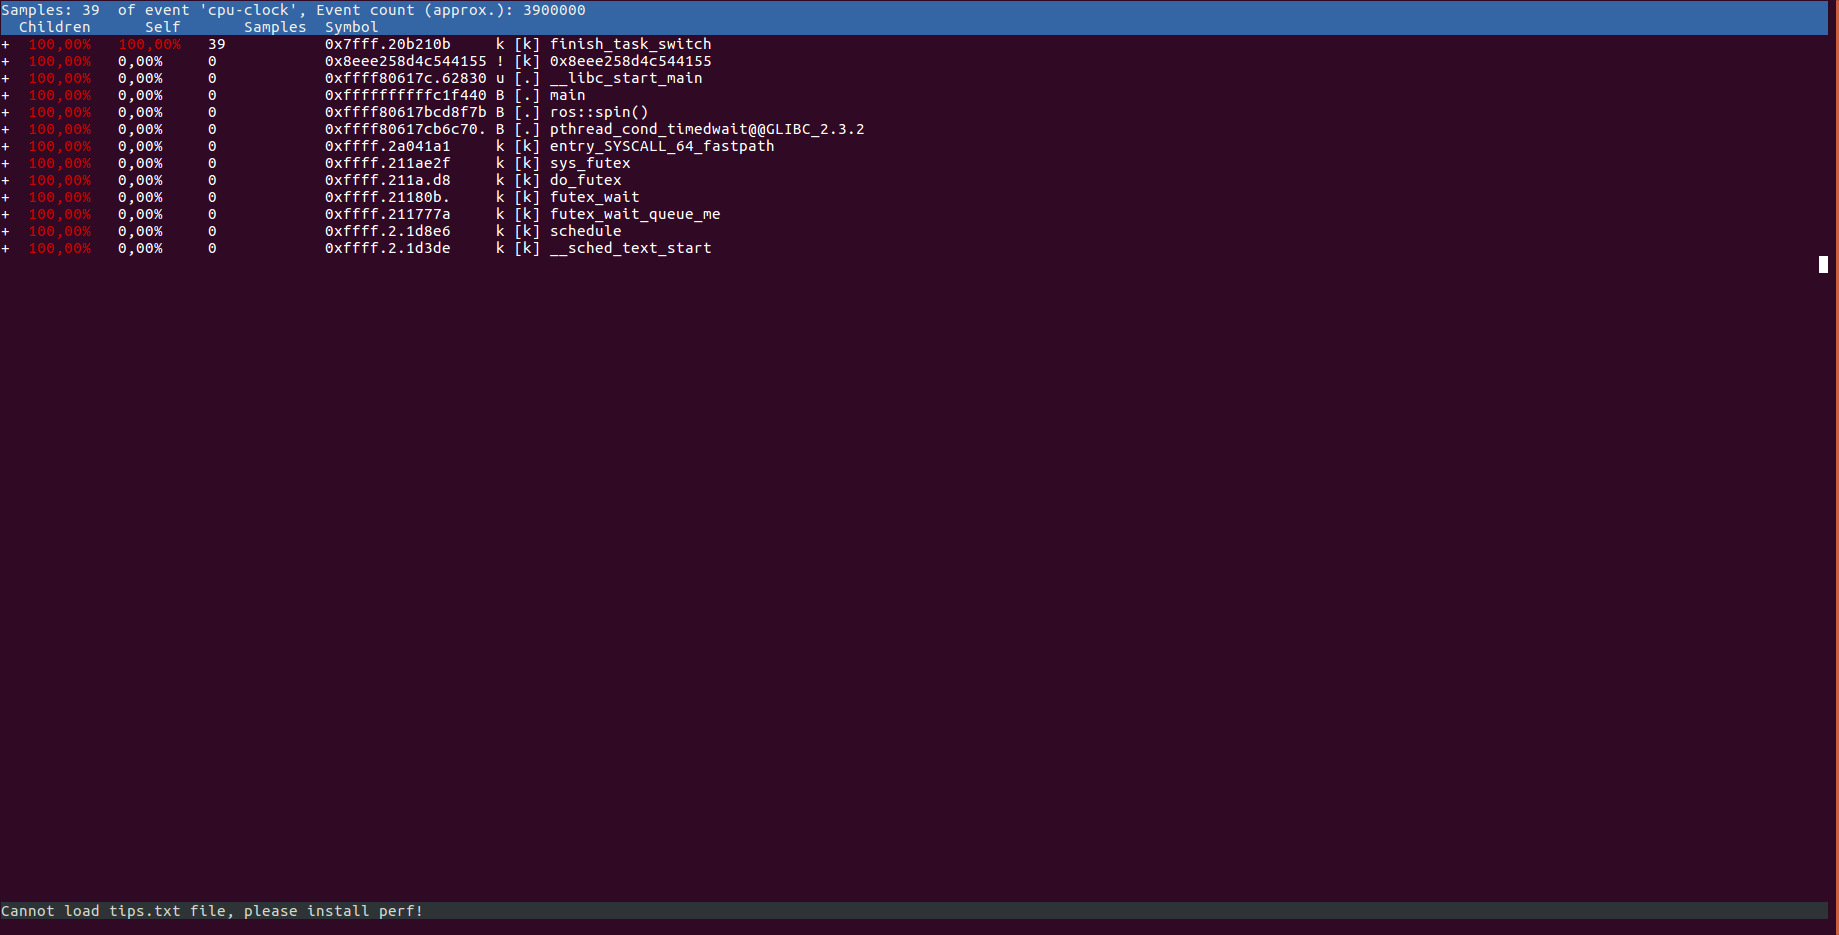 Samples: 39  of event 'cpu-clock', Event count (approx.): 3900000
  Children      Self       Samples  Symbol
+  100,00%   100,00%   39           0x7fff.20b210b     k [k] finish_task_switch
+  100,00%   0,00%     0            0x8eee258d4c544155 ! [k] 0x8eee258d4c544155
+  100,00%   0,00%     0            0xffff80617c.62830 u [.] __libc_start_main
+  100,00%   0,00%     0            0xffffffffffc1f440 B [.] main
+  100,00%   0,00%     0            0xffff80617bcd8f7b B [.] ros::spin()
+  100,00%   0,00%     0            0xffff80617cb6c70. B [.] pthread_cond_timedwait@@GLIBC_2.3.2
+  100,00%   0,00%     0            0xffff.2a041a1     k [k] entry_SYSCALL_64_fastpath
+  100,00%   0,00%     0            0xffff.211ae2f     k [k] sys_futex
+  100,00%   0,00%     0            0xffff.211a.d8     k [k] do_futex
+  100,00%   0,00%     0            0xffff.21180b.     k [k] futex_wait
+  100,00%   0,00%     0            0xffff.211777a     k [k] futex_wait_queue_me
+  100,00%   0,00%     0            0xffff.2.1d8e6     k [k] schedule
+  100,00%   0,00%     0            0xffff.2.1d3de     k [k] __sched_text_start
Cannot load tips.txt file, please install perf!